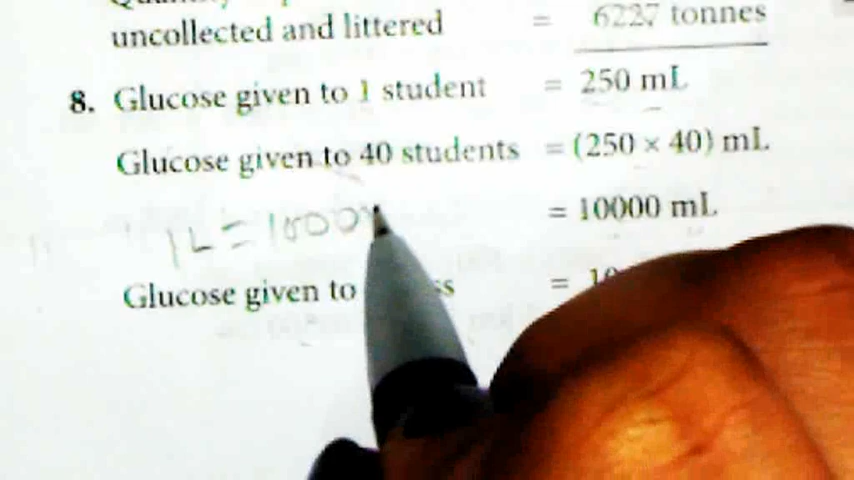 uncollected and littered = 6227 tonnes
8. Glucose given to 1 student = 250 mL
Glucose given to 40 students = (250 × 40) mL
= 10000 mL
1L = 1000
Glucose given to =